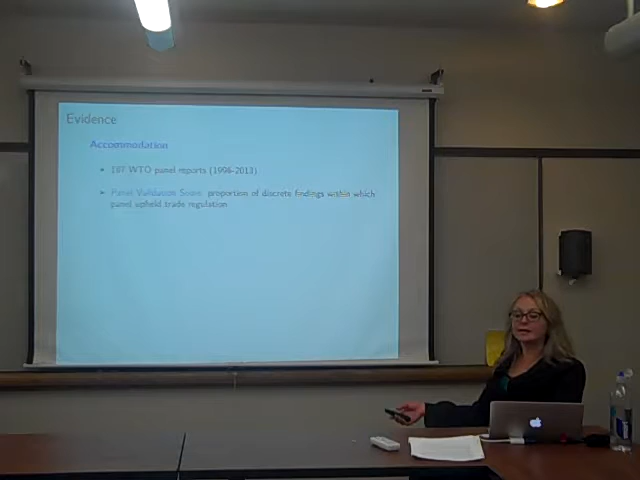 Evidence
Accommodation
187 WTO panel reports (1996-2013)
Panel Validation Score: proportion of discrete findings within which
panel upheld trade regulation